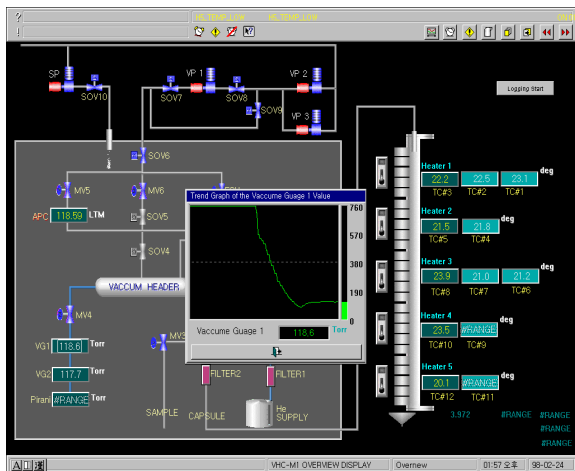 ?
HS.TEMP.LOW HS.TEMP.LOW
!
SP
SOV10
VP 1
SOV7
SOV8
VP 2
SOV9
VP 3
Logging Start
SOV6
MV5
MV6
APC 118.59 LTM
SOV5
SOV4
VACCUM HEADER
MV4
MV3
VG1 118.6 Torr
VG2 117.7 Torr
Pirani #RANGE Torr
SAMPLE
CAPSULE
FILTER2
FILTER1
He
SUPPLY
Trend Graph of the Vaccume Guage 1 Value
760
570
380
190
0
Vaccume Guage 1 118.6 Torr
Heater 1 deg
22.2 22.5 23.1
TC#3 TC#2 TC#1
Heater 2 deg
21.5 21.8
TC#5 TC#4
Heater 3 deg
23.9 21.0 21.2
TC#8 TC#7 TC#6
Heater 4 deg
23.5 #RANGE
TC#10 TC#9
Heater 5 deg
20.1 #RANGE
TC#12 TC#11
3.972 #RANGE #RANGE
#RANGE
#RANGE
VHC-M1 OVERVIEW DISPLAY Overnew 01:57 오후 98-02-24